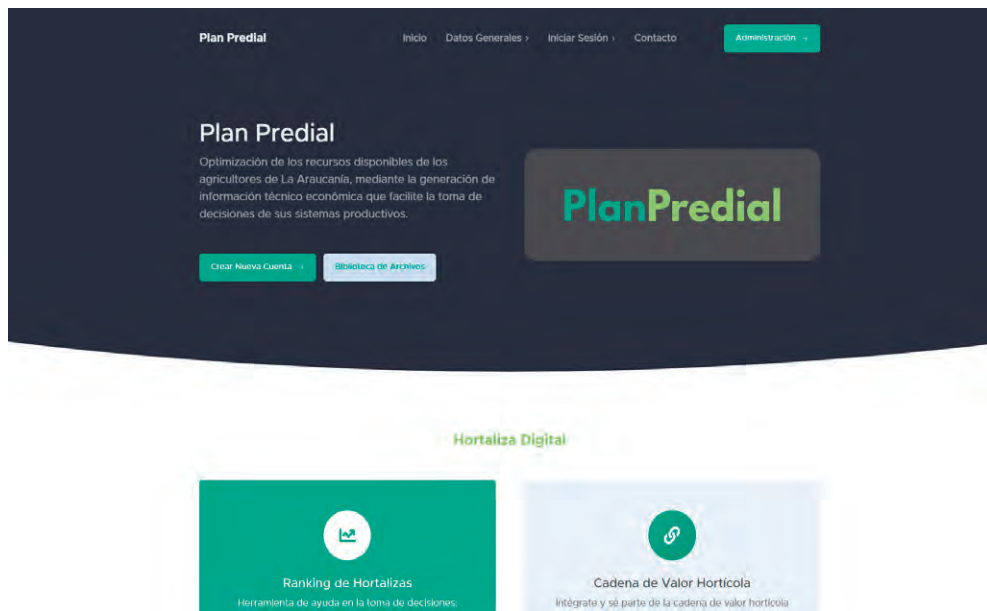 Plan Predial
Inicio
Datos Generales ›
Iniciar Sesión ›
Contacto
Administración →
Plan Predial
Optimización de los recursos disponibles de los
agricultores de La Araucanía, mediante la generación de
información técnico económica que facilite la toma de
decisiones de sus sistemas productivos.
Crear Nueva Cuenta →
Biblioteca de Archivos
PlanPredial
Hortaliza Digital
Ranking de Hortalizas
Herramienta de ayuda en la toma de decisiones:
Cadena de Valor Hortícola
Intégrate y sé parte de la cadena de valor hortícola